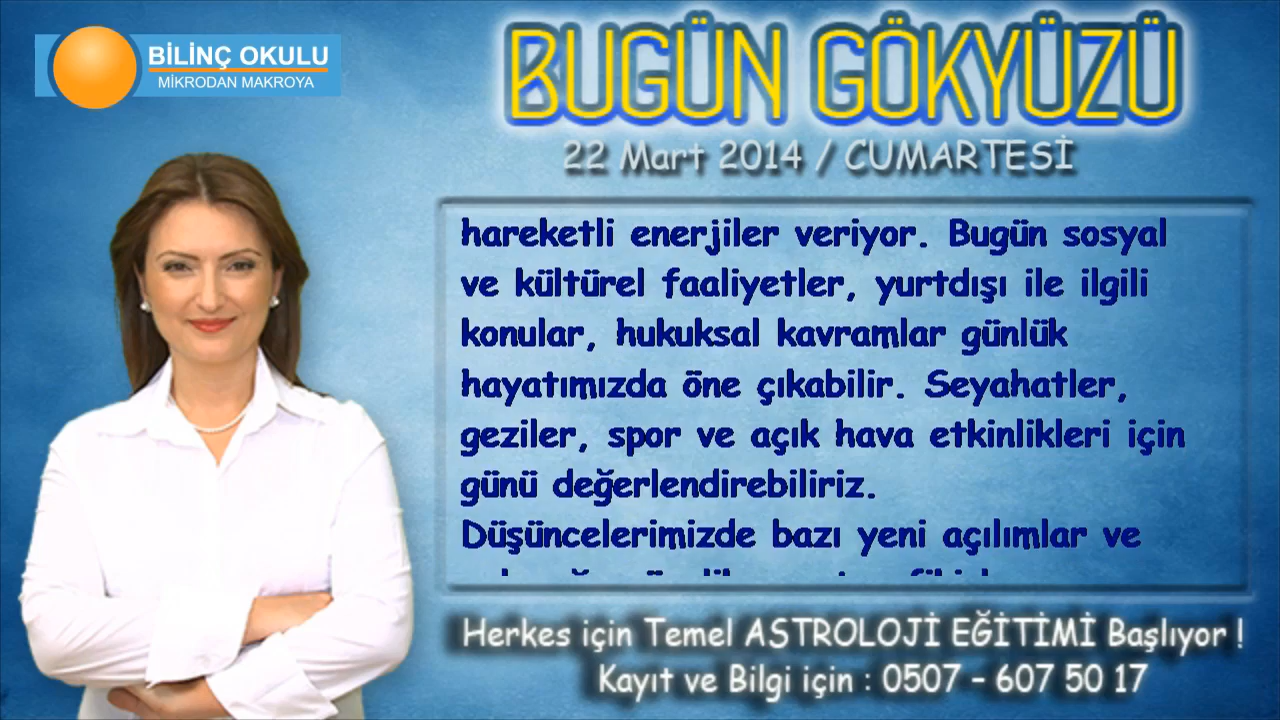 BİLİNÇ OKULU
MİKRODAN MAKROYA
BUGÜN GÖKYÜZÜ
22 Mart 2014 / CUMARTESİ
hareketli enerjiler veriyor. Bugün sosyal
ve kültürel faaliyetler, yurtdışı ile ilgili
konular, hukuksal kavramlar günlük
hayatımızda öne çıkabilir. Seyahatler,
geziler, spor ve açık hava etkinlikleri için
günü değerlendirebiliriz.
Düşüncelerimizde bazı yeni açılımlar ve
Herkes için Temel ASTROLOJİ EĞİTİMİ Başlıyor !
Kayıt ve Bilgi için : 0507 - 607 50 17